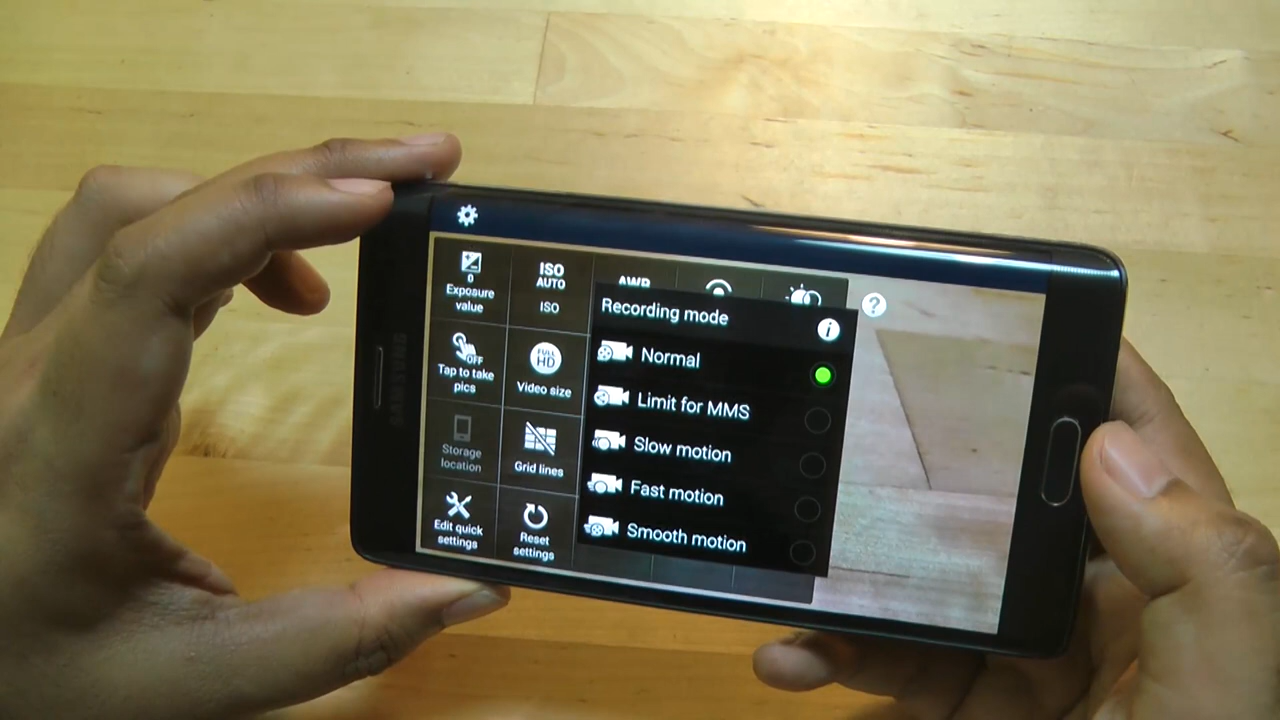 0
Exposure
value
ISO
AUTO
ISO
AWB
Recording mode
i
?
Normal
Limit for MMS
Slow motion
Fast motion
Smooth motion
OFF
Tap to take
pics
FULL
HD
Video size
Storage
location
Grid lines
Edit quick
settings
Reset
settings
SAMSUNG